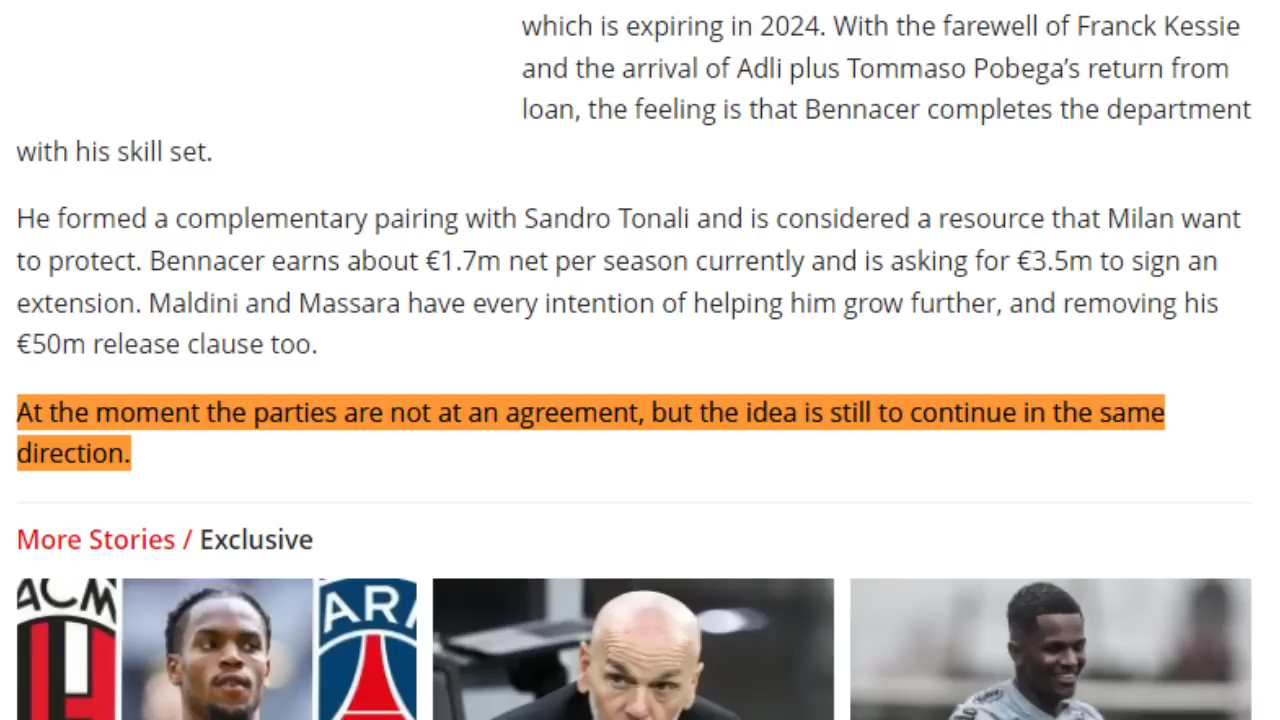 which is expiring in 2024. With the farewell of Franck Kessie
and the arrival of Adli plus Tommaso Pobega’s return from
loan, the feeling is that Bennacer completes the department
with his skill set.
He formed a complementary pairing with Sandro Tonali and is considered a resource that Milan want
to protect. Bennacer earns about €1.7m net per season currently and is asking for €3.5m to sign an
extension. Maldini and Massara have every intention of helping him grow further, and removing his
€50m release clause too.
At the moment the parties are not at an agreement, but the idea is still to continue in the same
direction.
More Stories / Exclusive
ACM
PAR